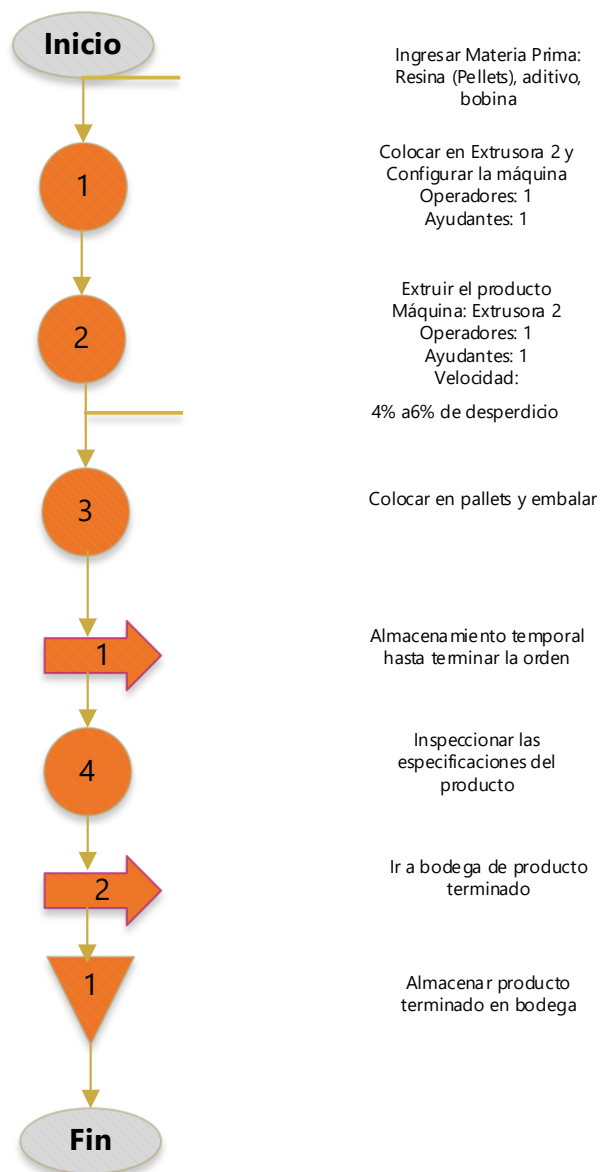 Inicio
Ingresar Materia Prima:
Resina (Pellets), aditivo,
bobina
1
Colocar en Extrusora 2 y
Configurar la máquina
Operadores: 1
Ayudantes: 1
2
Extruir el producto
Máquina: Extrusora 2
Operadores: 1
Ayudantes: 1
Velocidad:
4% a6% de desperdicio
3
Colocar en pallets y embalar
1
Almacenamiento temporal
hasta terminar la orden
4
Inspeccionar las
especificaciones del
producto
2
Ir a bodega de producto
terminado
1
Almacenar producto
terminado en bodega
Fin